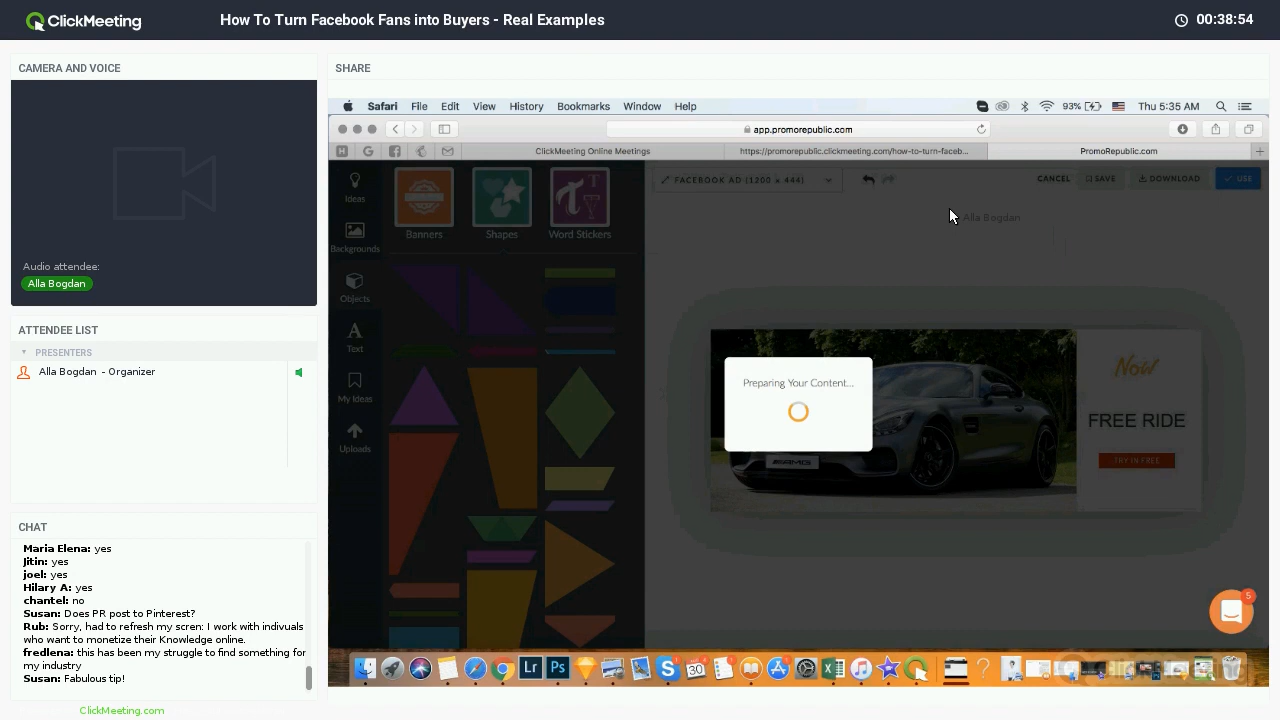 ClickMeeting
How To Turn Facebook Fans into Buyers - Real Examples
00:38:54
CAMERA AND VOICE
Audio attendee:
Alla Bogdan
ATTENDEE LIST
PRESENTERS
Alla Bogdan - Organizer
CHAT
Maria Elena: yes
Jitin: yes
joel: yes
Hilary A: yes
chantel: no
Susan: Does PR post to Pinterest?
Rub: Sorry, had to refresh my scren: I work with indivuals
who want to monetize their Knowledge online.
fredlena: this has been my struggle to find something for
my industry
Susan: Fabulous tip!
ClickMeeting.com
SHARE
Safari File Edit View History Bookmarks Window Help
93% Thu 5:35 AM
app.promorepublic.com
ClickMeeting Online Meetings
https://promorepublic.clickmeeting.com/how-to-turn-faceb...
PromoRepublic.com
Ideas
Backgrounds
Objects
Text
My Ideas
Uploads
Banners
Shapes
Word Stickers
FACEBOOK AD (1200 x 444)
CANCEL
SAVE
DOWNLOAD
USE
Alla Bogdan
Preparing Your Content...
AMG
Now
FREE RIDE
TRY IN FREE
5
Lr
Ps
30